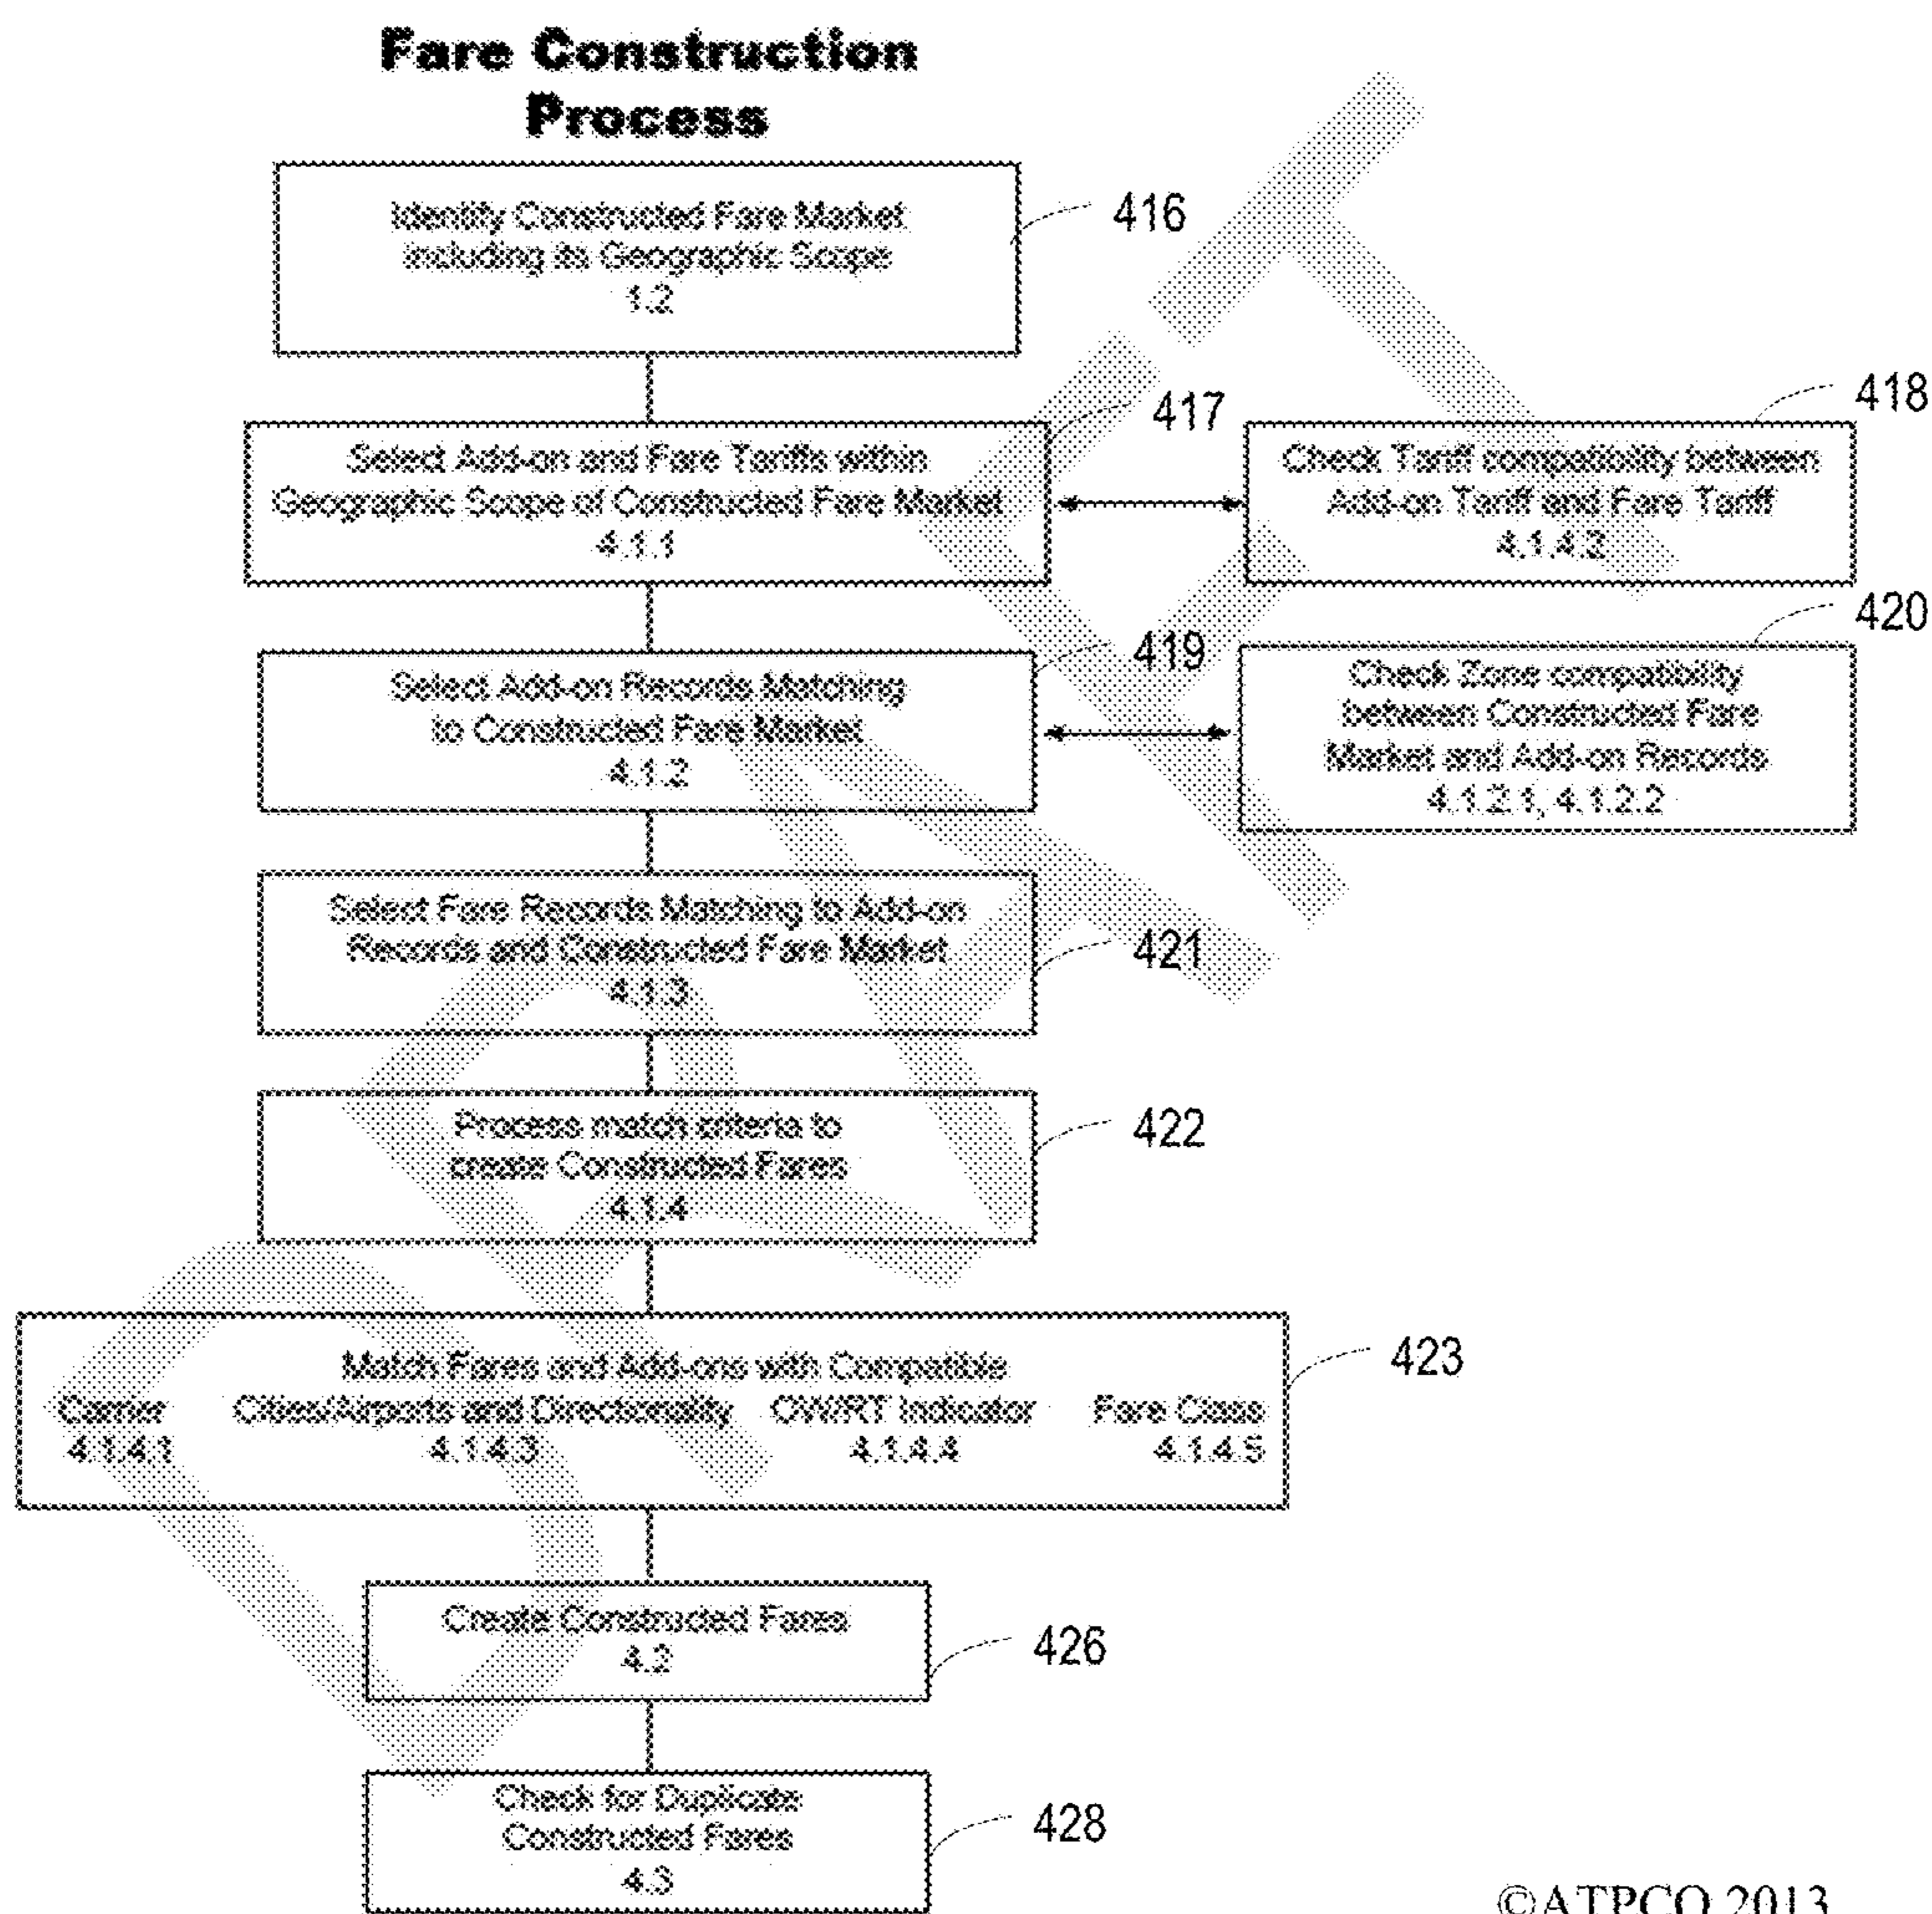 Fare Construction
Process
Identify Constructed Fare Market
including its Geographic Scope
1.2
416
Select Add-on and Fare Tariffs within
Geographic Scope of Constructed Fare Market
4.1.1
417
Check Tariff compatibility between
Add-on Tariff and Fare Tariff
4.1.4.2
418
Select Add-on Records Matching
to Constructed Fare Market
4.1.2
419
Check Zone compatibility
between Constructed Fare
Market and Add-on Records
4.1.2.1, 4.1.2.2
420
Select Fare Records Matching to Add-on
Records and Constructed Fare Market
4.1.3
421
Process match criteria to
create Constructed Fares
4.1.4
422
Match Fares and Add-ons with Compatible
Carrier Cities/Airports and Directionality OW/RT Indicator Fare Class
4.1.4.1 4.1.4.3 4.1.4.4 4.1.4.5
423
Create Constructed Fares
4.2
426
Check for Duplicate
Constructed Fares
4.3
428
©ATPCO 2013